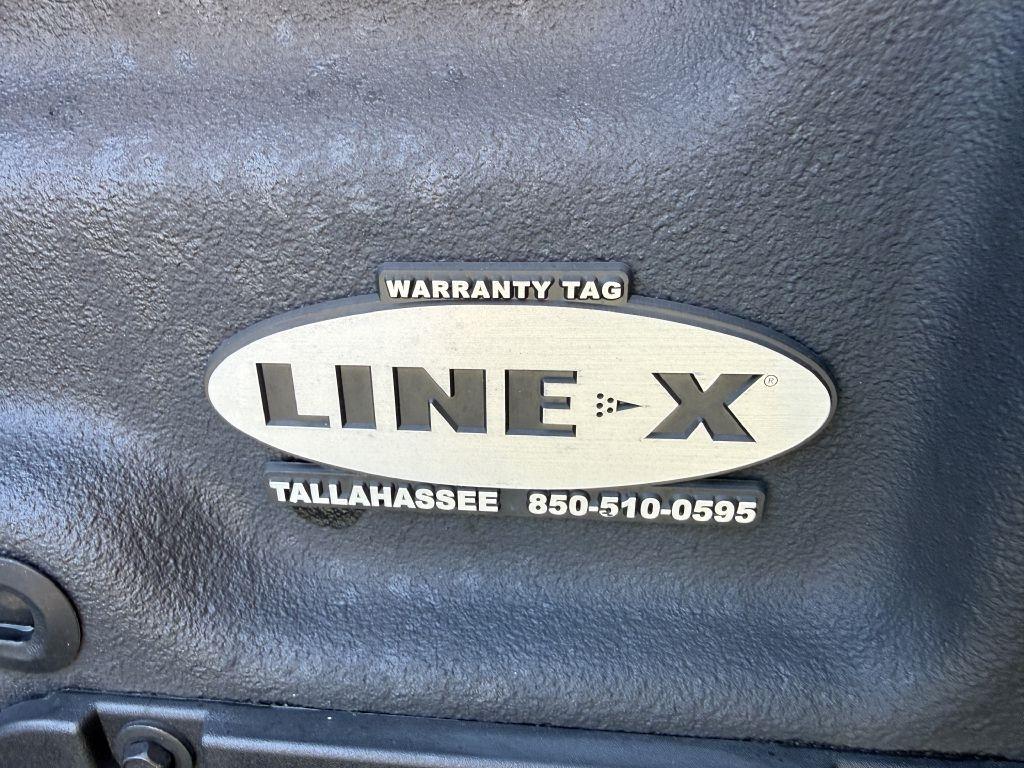 WARRANTY TAG
LINE-X®
TALLAHASSEE 850-510-0595